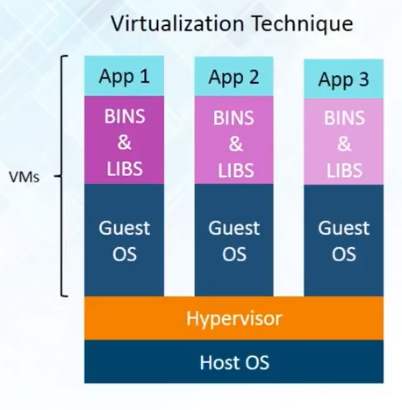 Virtualization Technique
App 1
App 2
App 3
BINS
&
LIBS
BINS
&
LIBS
BINS
&
LIBS
VMs
Guest
OS
Guest
OS
Guest
OS
Hypervisor
Host OS